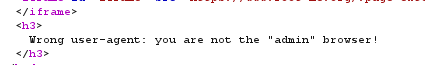 </iframe>
<h3>
Wrong user-agent: you are not the "admin" browser!
</h3>